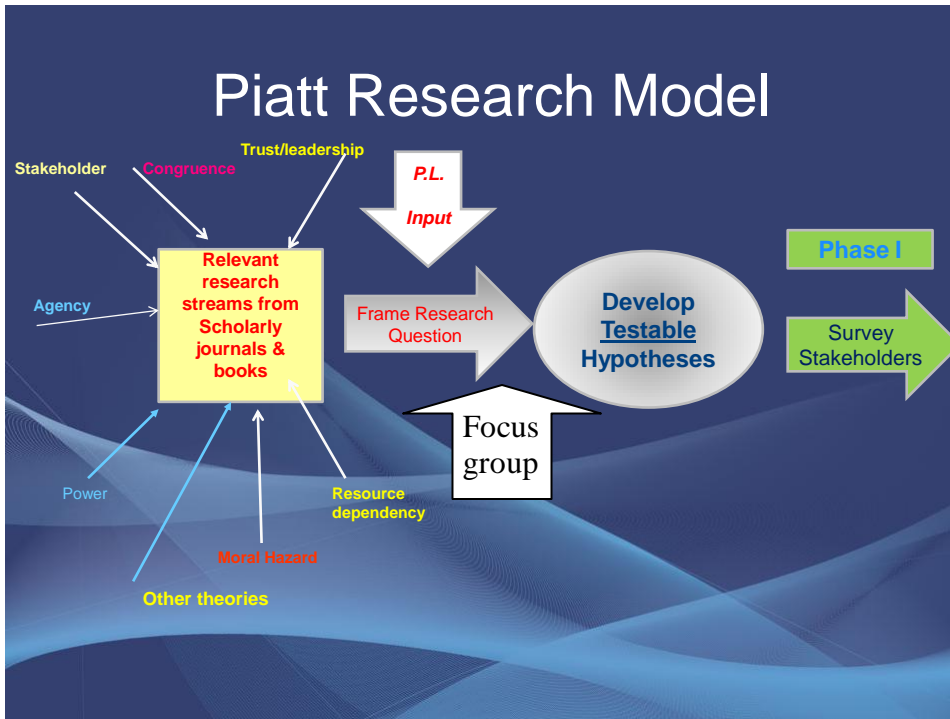 Piatt Research Model
Trust/leadership
Stakeholder
Congruence
P.L.
Input
Relevant
research
streams from
Scholarly
journals &
books
Phase I
Agency
Frame Research
Question
Develop
Testable
Hypotheses
Survey
Stakeholders
Focus
group
Power
Resource
dependency
Moral Hazard
Other theories